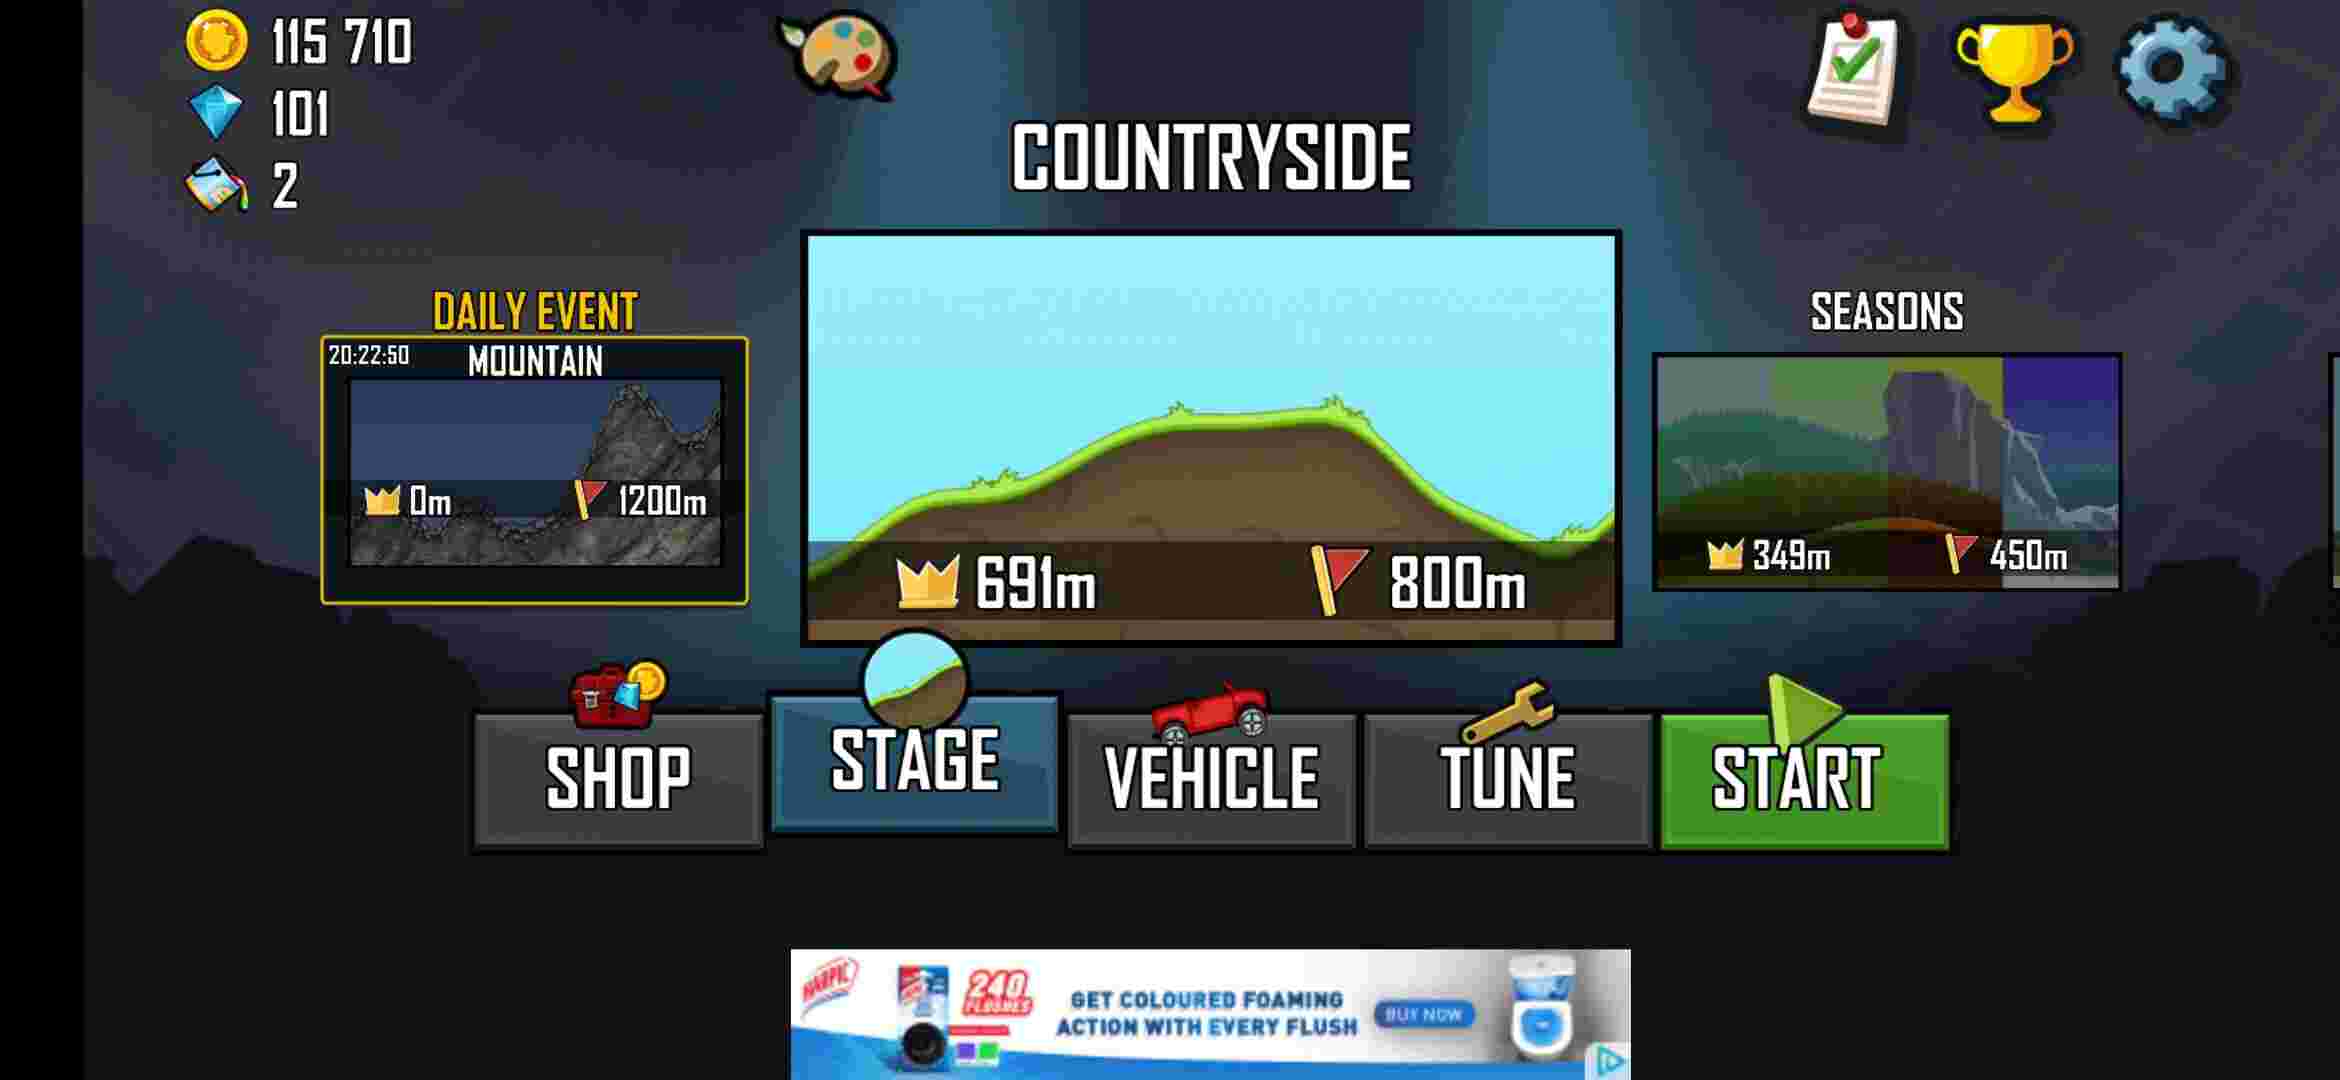 115 710
101
2
COUNTRYSIDE
DAILY EVENT
20:22:50
MOUNTAIN
0m
1200m
691m
800m
SEASONS
349m
450m
SHOP
STAGE
VEHICLE
TUNE
START
HARPIC
240
FLUSHES
GET COLOURED FOAMING
ACTION WITH EVERY FLUSH
BUY NOW